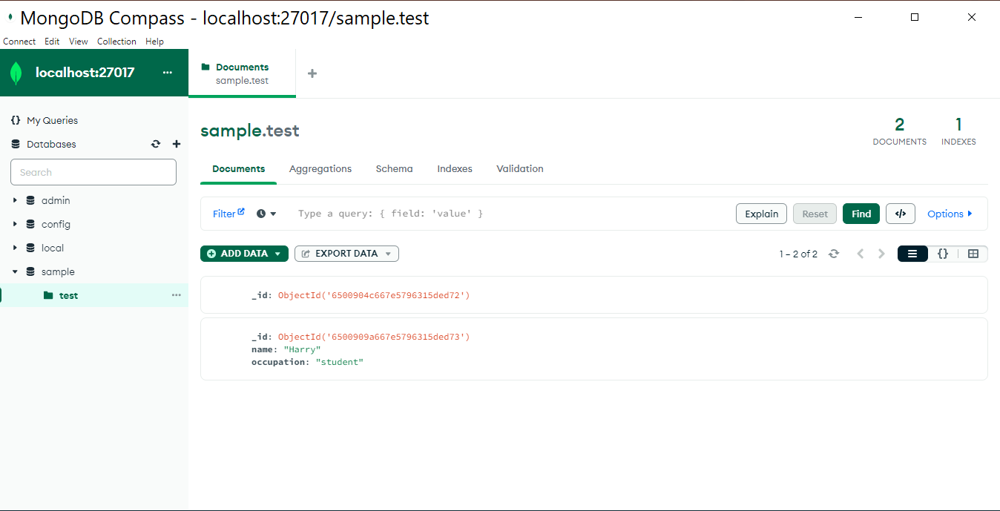 MongoDB Compass - localhost:27017/sample.test
Connect Edit View Collection Help
localhost:27017
Documents
sample.test
{} My Queries
Databases
Search
admin
config
local
sample
test
sample.test
2
DOCUMENTS
1
INDEXES
Documents Aggregations Schema Indexes Validation
Filter
Type a query: { field: 'value' }
Explain Reset Find </> Options
ADD DATA EXPORT DATA
1 – 2 of 2
{}
_id: ObjectId('6500904c667e5796315ded72')
_id: ObjectId('6500909a667e5796315ded73')
name: "Harry"
occupation: "student"